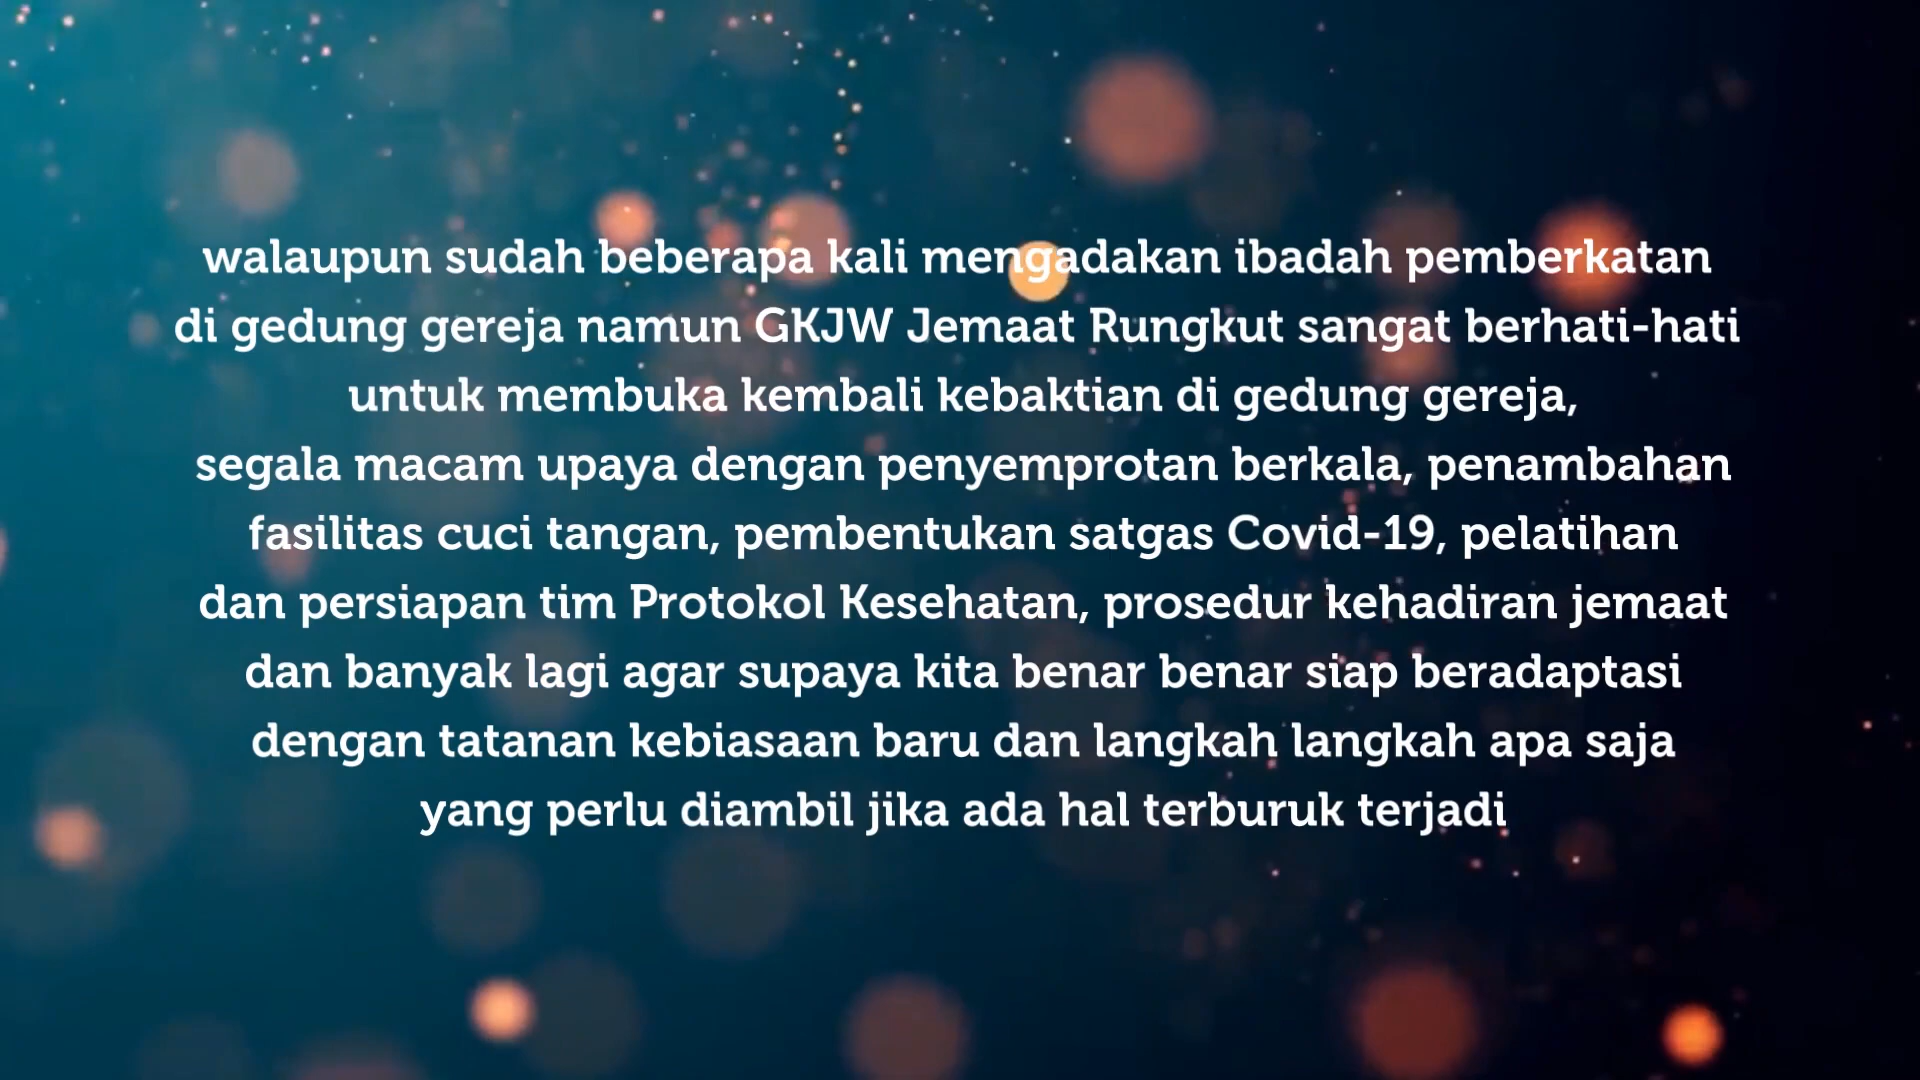 walaupun sudah beberapa kali mengadakan ibadah pemberkatan
di gedung gereja namun GKJW Jemaat Rungkut sangat berhati-hati
untuk membuka kembali kebaktian di gedung gereja,
segala macam upaya dengan penyemprotan berkala, penambahan
fasilitas cuci tangan, pembentukan satgas Covid-19, pelatihan
dan persiapan tim Protokol Kesehatan, prosedur kehadiran jemaat
dan banyak lagi agar supaya kita benar benar siap beradaptasi
dengan tatanan kebiasaan baru dan langkah langkah apa saja
yang perlu diambil jika ada hal terburuk terjadi